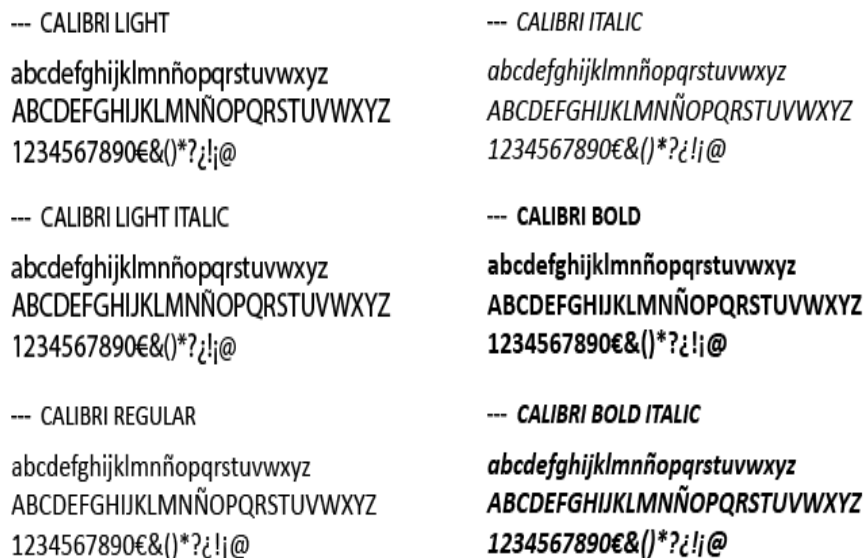 --- CALIBRI LIGHT
abcdefghijklmnñopqrstuvwxyz
ABCDEFGHIJKLMNÑOPQRSTUVWXYZ
1234567890€&()*?¿!¡@
--- CALIBRI LIGHT ITALIC
abcdefghijklmnñopqrstuvwxyz
ABCDEFGHIJKLMNÑOPQRSTUVWXYZ
1234567890€&()*?¿!¡@
--- CALIBRI REGULAR
abcdefghijklmnñopqrstuvwxyz
ABCDEFGHIJKLMNÑOPQRSTUVWXYZ
1234567890€&()*?¿!¡@
--- CALIBRI ITALIC
abcdefghijklmnñopqrstuvwxyz
ABCDEFGHIJKLMNÑOPQRSTUVWXYZ
1234567890€&()*?¿!¡@
--- CALIBRI BOLD
abcdefghijklmnñopqrstuvwxyz
ABCDEFGHIJKLMNÑOPQRSTUVWXYZ
1234567890€&()*?¿!¡@
--- CALIBRI BOLD ITALIC
abcdefghijklmnñopqrstuvwxyz
ABCDEFGHIJKLMNÑOPQRSTUVWXYZ
1234567890€&()*?¿!¡@